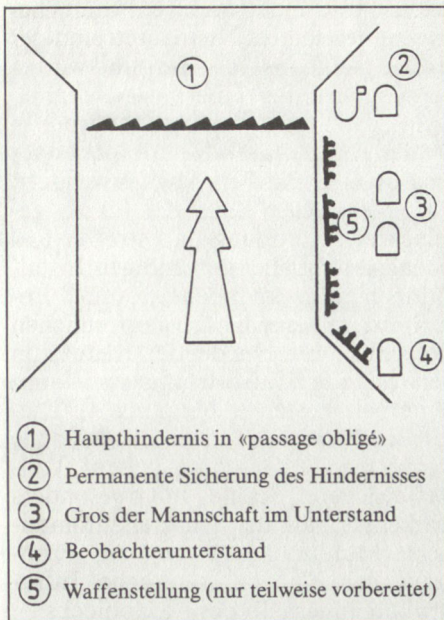 1
2
3
5
4
1 Haupthindernis in «passage obligé»
2 Permanente Sicherung des Hindernisses
3 Gros der Mannschaft im Unterstand
4 Beobachterunterstand
5 Waffenstellung (nur teilweise vorbereitet)